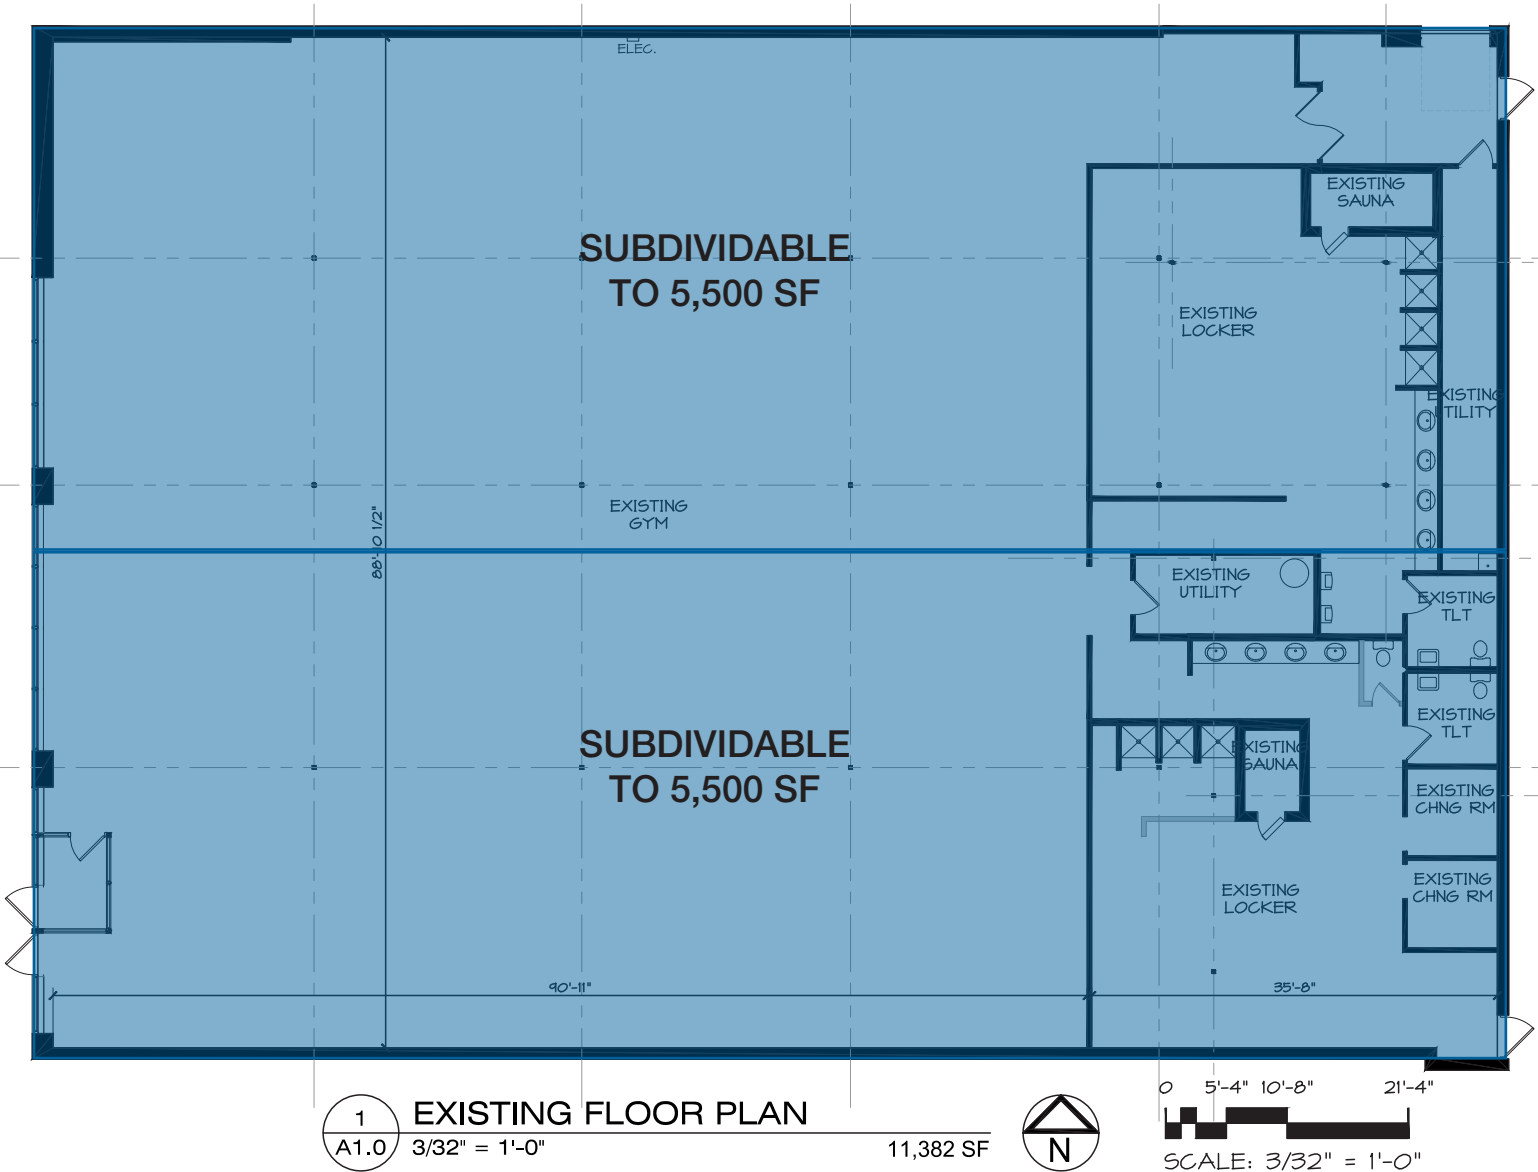 ELEC.
EXISTING
SAUNA
SUBDIVIDABLE
TO 5,500 SF
EXISTING
LOCKER
EXISTING
UTILITY
EXISTING
GYM
88'-10 1/2"
EXISTING
UTILITY
EXISTING
TLT
EXISTING
TLT
SUBDIVIDABLE
TO 5,500 SF
EXISTING
SAUNA
EXISTING
CHNG RM
EXISTING
CHNG RM
EXISTING
LOCKER
90'-11"
35'-8"
1
A1.0
EXISTING FLOOR PLAN
3/32" = 1'-0"
11,382 SF
N
0 5'-4" 10'-8" 21'-4"
SCALE: 3/32" = 1'-0"